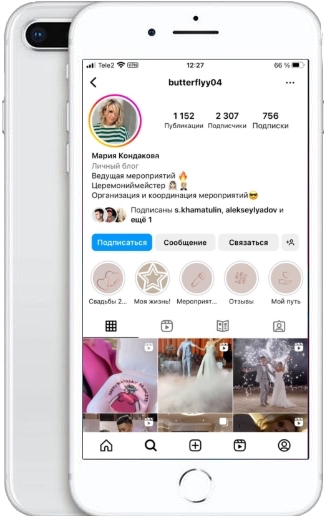 Tele2
12:27
66 %
butterflyy04
1 152 2 307 756
Публикации Подписчики Подписки
Мария Кондакова
Личный блог
Ведущая мероприятий
Церемониймейстер
Организация и координация мероприятий
Подписаны s.khamatulin, alekseylyadov и
ещё 1
Подписаться Сообщение Связаться
Свадьбы 2... Моя жизнь! Мероприят... Отзывы Мой путь